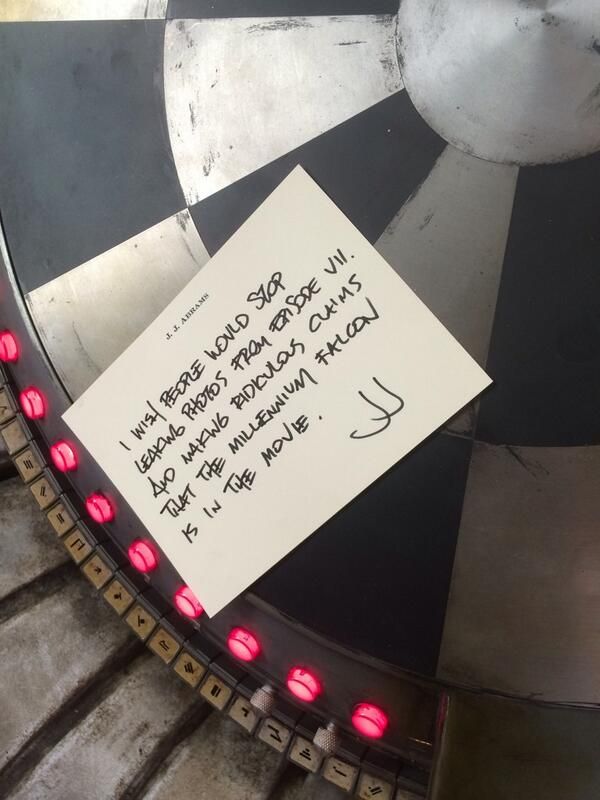 J. J. ABRAMS
I WISH PEOPLE WOULD STOP
LEAKING PHOTOS FROM EPISODE VII.
AND MAKING RIDICULOUS CLAIMS
THAT THE MILLENNIUM FALCON
IS IN THE MOVIE.
JJ